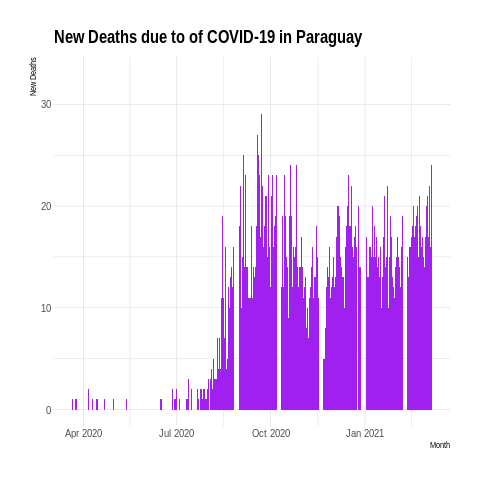 New Deaths due to of COVID-19 in Paraguay
New Deaths
30
20
10
0
Apr 2020
Jul 2020
Oct 2020
Jan 2021
Month